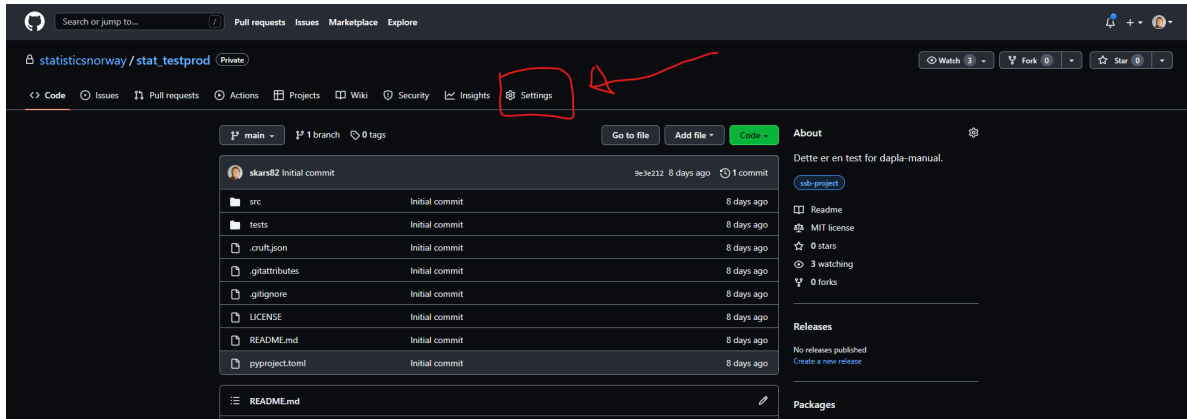 Search or jump to... /
Pull requests Issues Marketplace Explore
statisticsnorway / stat_testprod Private
Watch 3 Fork 0 Star 0
Code Issues Pull requests Actions Projects Wiki Security Insights Settings
main 1 branch 0 tags
Go to file Add file Code
skars82 Initial commit 9e3e212 8 days ago 1 commit
src Initial commit 8 days ago
tests Initial commit 8 days ago
.cruft.json Initial commit 8 days ago
.gitattributes Initial commit 8 days ago
.gitignore Initial commit 8 days ago
LICENSE Initial commit 8 days ago
README.md Initial commit 8 days ago
pyproject.toml Initial commit 8 days ago
README.md
About
Dette er en test for dapla-manual.
ssb-project
Readme
MIT license
0 stars
3 watching
0 forks
Releases
No releases published
Create a new release
Packages